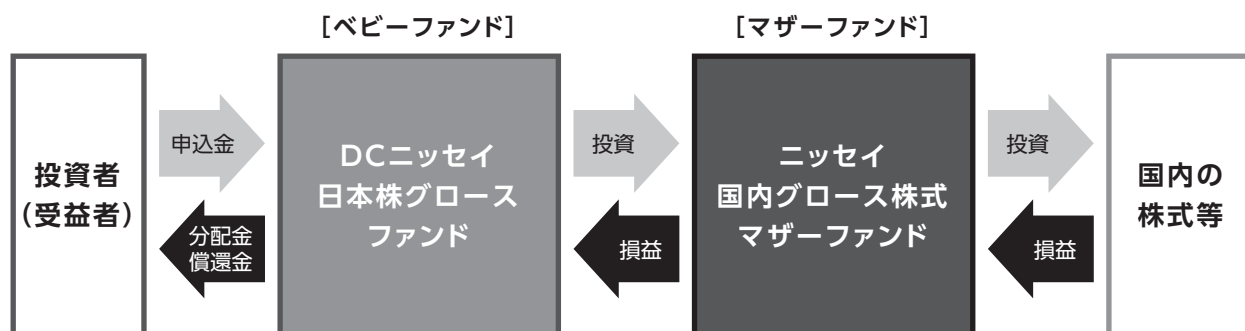 [ベビーファンド]
[マザーファンド]
投資者
(受益者)
申込金
分配金
償還金
DCニッセイ
日本株グロース
ファンド
投資
損益
ニッセイ
国内グロース株式
マザーファンド
投資
損益
国内の
株式等